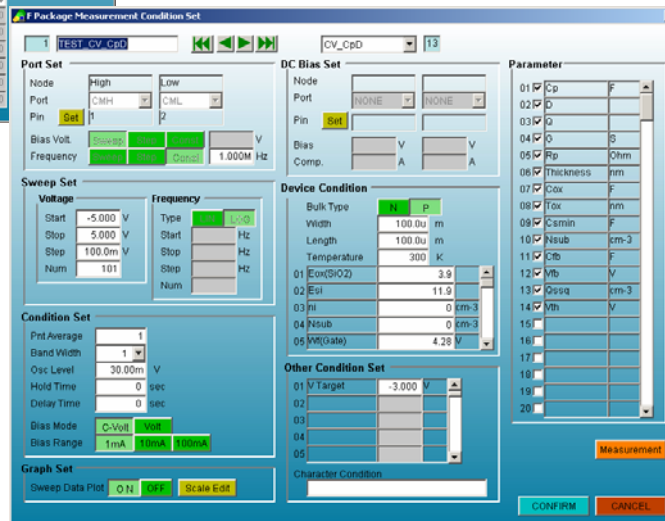 F Package Measurement Condition Set
1 TEST_CV_CpD CV_CpD 13
Port Set
Node High Low
Port CMH CML
Pin Set 1 2
Bias Volt. Sweep Const V
Frequency Const 1.000M Hz
Sweep Set
Voltage Frequency
Start -5.000 V Type LOG
Stop 5.000 V Start Hz
Step 100.0m V Stop Hz
Num 101 Step Hz
Num
Condition Set
Pnt Average 1
Band Width 1
Osc Level 30.00m V
Hold Time 0 sec
Delay Time 0 sec
Bias Mode C-Volt Volt
Bias Range 1mA 10mA 100mA
Graph Set
Sweep Data Plot ON OFF Scale Edit
DC Bias Set
Node
Port NONE NONE
Pin Set
Bias V V
Comp. A A
Device Condition
Bulk Type N P
Width 100.0u m
Length 100.0u m
Temperature 300 K
01 Eox(SiO2) 3.9
02 Esi 11.9
03 ni 0 cm-3
04 Nsub 0 cm-3
05 Wf(Gate) 4.28 V
Other Condition Set
01 V Target -3.000 V
02
03
04
05
Character Condition
Parameter
01 Cp F
02 D
03 Q
04 G S
05 Rp Ohm
06 Thickness nm
07 Cox F
08 Tox nm
09 Csmin F
10 Nsub cm-3
11 Cfb F
12 Vfb V
13 Qssq cm-3
14 Vth V
15
16
17
18
19
20
Measurement
CONFIRM CANCEL